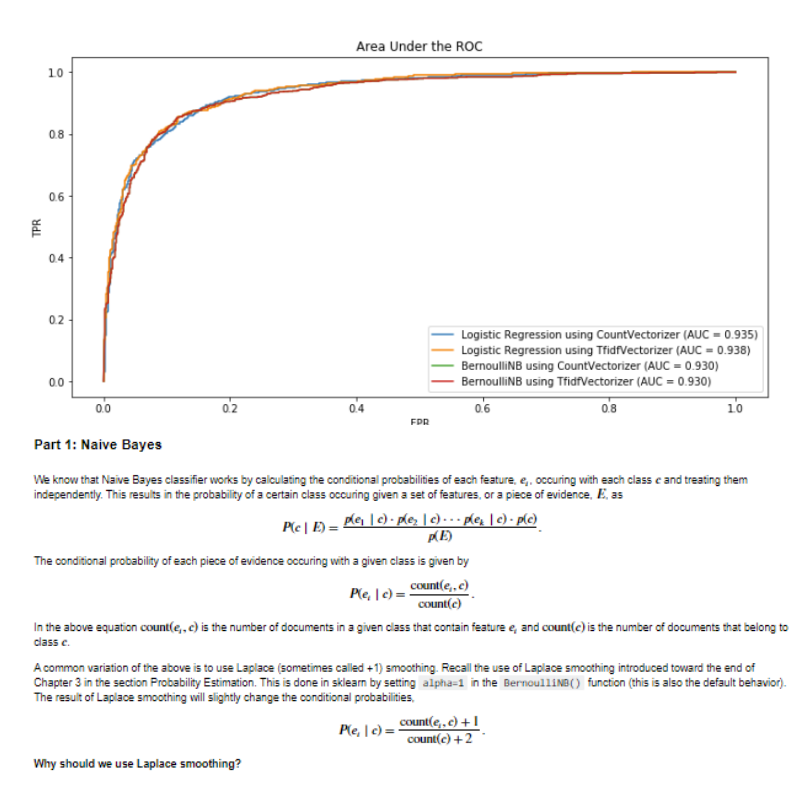 Area Under the ROC
1.0
0.8
0.6
0.4
0.2
0.0
TPR
Logistic Regression using CountVectorizer (AUC = 0.935)
Logistic Regression using TfidfVectorizer (AUC = 0.938)
BernoulliNB using CountVectorizer (AUC = 0.930)
BernoulliNB using TfidfVectorizer (AUC = 0.930)
0.0 0.2 0.4 0.6 0.8 1.0
FPR
Part 1: Naive Bayes
We know that Naive Bayes classifier works by calculating the conditional probabilities of each feature, e_i, occuring with each class c and treating them
independently. This results in the probability of a certain class occuring given a set of features, or a piece of evidence, E, as
P(c | E) = p(e_1 | c) · p(e_2 | c) · · · p(e_k | c) · p(c) / p(E) .
The conditional probability of each piece of evidence occuring with a given class is given by
P(e_i | c) = count(e_i, c) / count(c) .
In the above equation count(e_i, c) is the number of documents in a given class that contain feature e_i and count(c) is the number of documents that belong to
class c.
A common variation of the above is to use Laplace (sometimes called +1) smoothing. Recall the use of Laplace smoothing introduced toward the end of
Chapter 3 in the section Probability Estimation. This is done in sklearn by setting alpha=1 in the BernoulliNB() function (this is also the default behavior).
The result of Laplace smoothing will slightly change the conditional probabilities,
P(e_i | c) = count(e_i, c) + 1 / count(c) + 2 .
Why should we use Laplace smoothing?